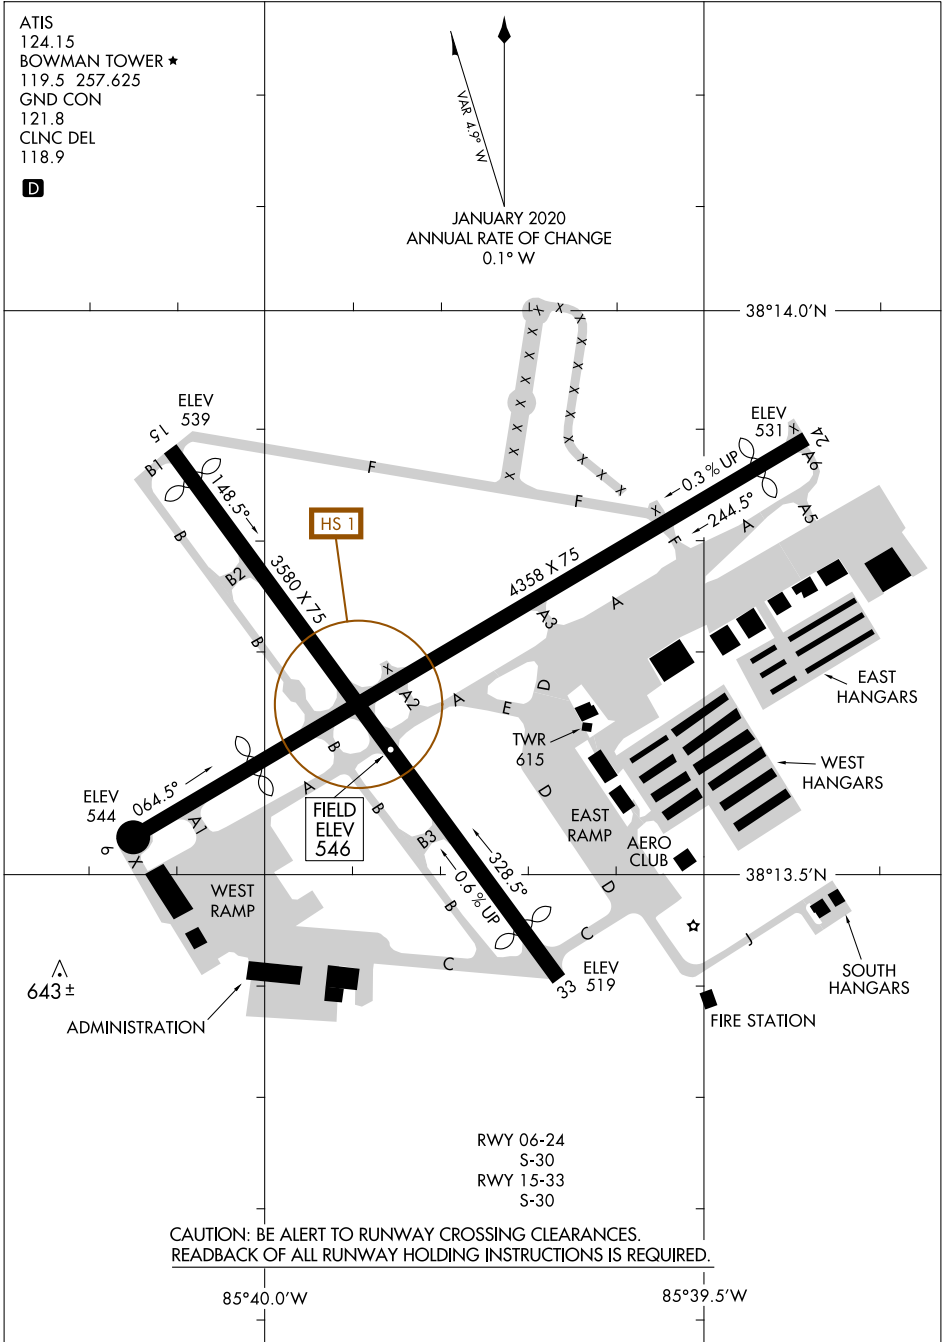 ATIS
124.15
BOWMAN TOWER ★
119.5 257.625
GND CON
121.8
CLNC DEL
118.9
D
VAR 4.9° W
JANUARY 2020
ANNUAL RATE OF CHANGE
0.1° W
38°14.0'N
ELEV
539
15
B1
148.5°
F
F
F
X X X X X X X X X X X X X X X X X
ELEV
531
X
24
A6
0.3% UP
244.5°
A
A5
HS 1
B
B2
B
3580 X 75
4358 X 75
A3
A
X
A2
A
E
D
D
D
EAST
HANGARS
TWR
615
WEST
HANGARS
EAST
RAMP
AERO
CLUB
064.5°
ELEV
544
6
X
A1
A
B
B
FIELD
ELEV
546
B3
B
0.6% UP
328.5°
38°13.5'N
WEST
RAMP
C
C
J
33
ELEV
519
SOUTH
HANGARS
643±
ADMINISTRATION
FIRE STATION
RWY 06-24
S-30
RWY 15-33
S-30
CAUTION: BE ALERT TO RUNWAY CROSSING CLEARANCES.
READBACK OF ALL RUNWAY HOLDING INSTRUCTIONS IS REQUIRED.
85°40.0'W
85°39.5'W